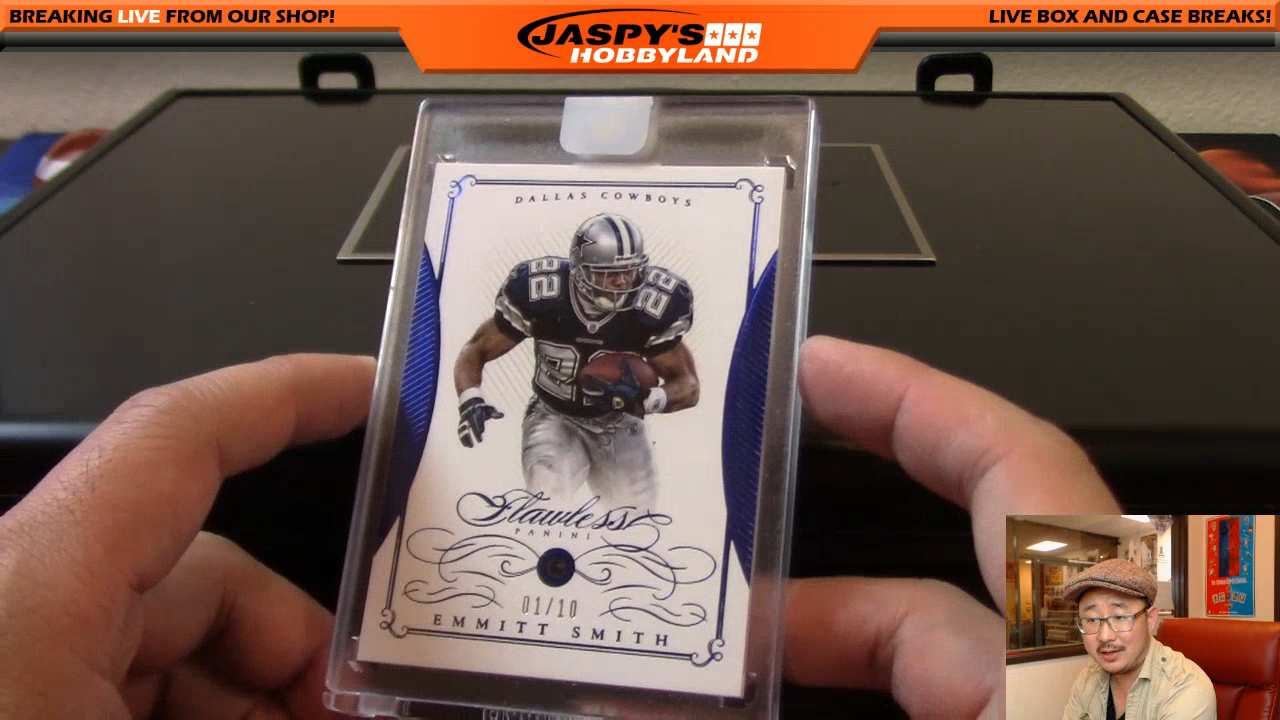 BREAKING LIVE FROM OUR SHOP!
JASPY'S
HOBBYLAND
LIVE BOX AND CASE BREAKS!
DALLAS COWBOYS
22
22
22
Flawless
PANINI
01/10
EMMITT SMITH